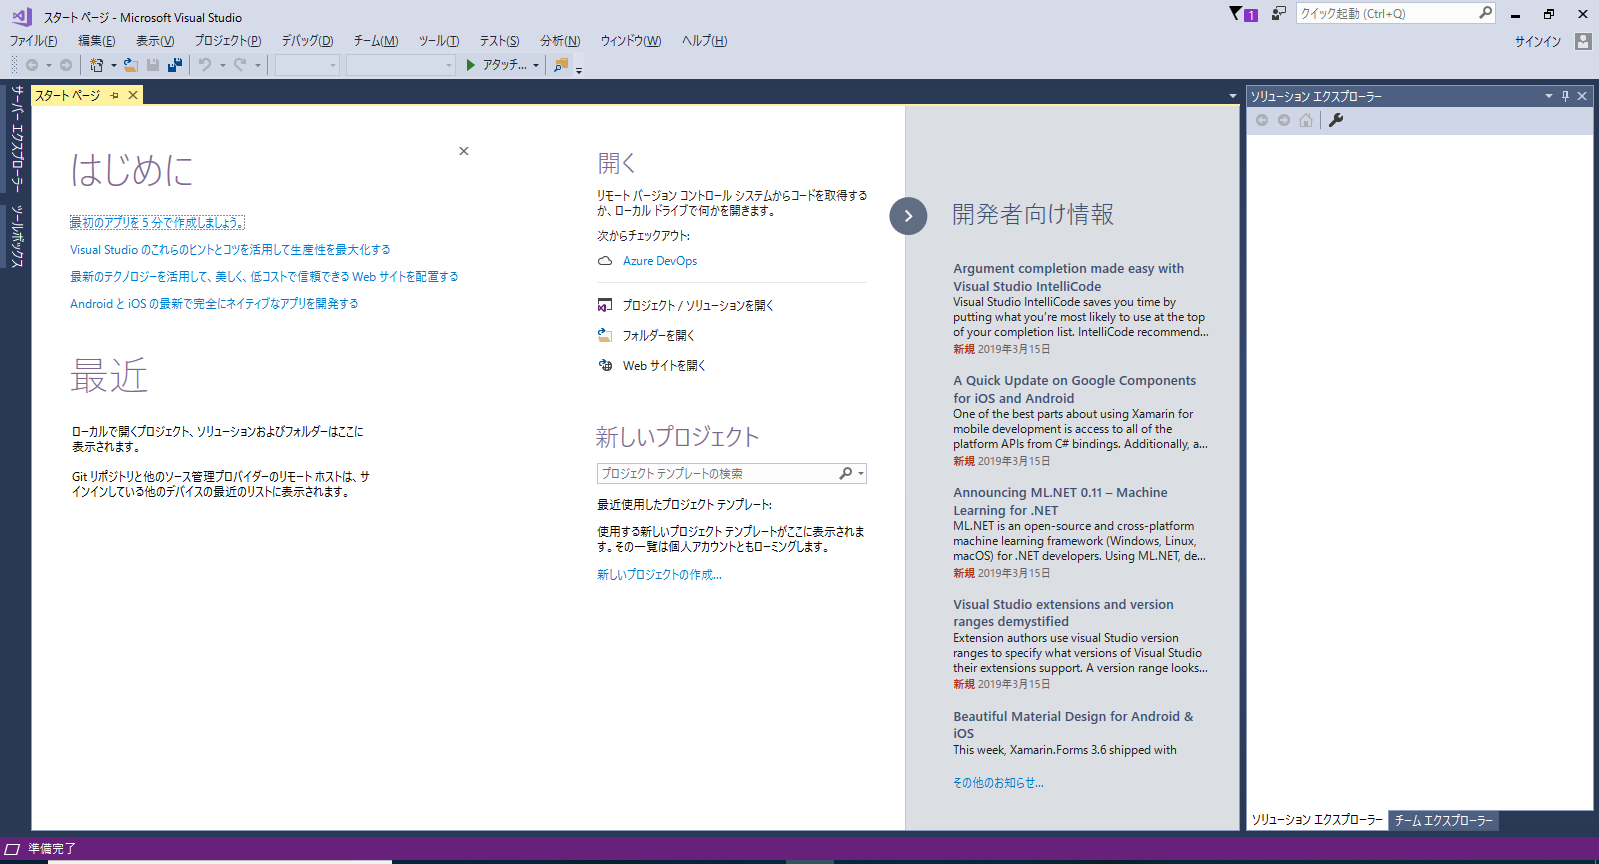 スタート ページ - Microsoft Visual Studio
1
クイック起動 (Ctrl+Q)
ファイル(F) 編集(E) 表示(V) プロジェクト(P) デバッグ(D) チーム(M) ツール(T) テスト(S) 分析(N) ウィンドウ(W) ヘルプ(H)
サインイン
アタッチ...
サーバー エクスプローラー
ツールボックス
スタート ページ
はじめに
最初のアプリを 5 分で作成しましょう。
Visual Studio のこれらのヒントとコツを活用して生産性を最大化する
最新のテクノロジーを活用して、美しく、低コストで信頼できる Web サイトを配置する
Android と iOS の最新で完全にネイティブなアプリを開発する
最近
ローカルで開くプロジェクト、ソリューションおよびフォルダーはここに
表示されます。
Git リポジトリと他のソース管理プロバイダーのリモート ホストは、サ
インインしている他のデバイスの最近のリストに表示されます。
開く
リモート バージョン コントロール システムからコードを取得する
か、ローカル ドライブで何かを開きます。
次からチェックアウト:
Azure DevOps
プロジェクト / ソリューションを開く
フォルダーを開く
Web サイトを開く
新しいプロジェクト
プロジェクト テンプレートの検索
最近使用したプロジェクト テンプレート:
使用する新しいプロジェクト テンプレートがここに表示されま
す。その一覧は個人アカウントともローミングします。
新しいプロジェクトの作成...
開発者向け情報
Argument completion made easy with
Visual Studio IntelliCode
Visual Studio IntelliCode saves you time by
putting what you're most likely to use at the top
of your completion list. IntelliCode recommend...
新規 2019年3月15日
A Quick Update on Google Components
for iOS and Android
One of the best parts about using Xamarin for
mobile development is access to all of the
platform APIs from C# bindings. Additionally, a...
新規 2019年3月15日
Announcing ML.NET 0.11 – Machine
Learning for .NET
ML.NET is an open-source and cross-platform
machine learning framework (Windows, Linux,
macOS) for .NET developers. Using ML.NET, de...
新規 2019年3月15日
Visual Studio extensions and version
ranges demystified
Extension authors use visual Studio version
ranges to specify what versions of Visual Studio
their extensions support. A version range looks...
新規 2019年3月15日
Beautiful Material Design for Android &
iOS
This week, Xamarin.Forms 3.6 shipped with
その他のお知らせ...
ソリューション エクスプローラー
ソリューション エクスプローラー チーム エクスプローラー
準備完了